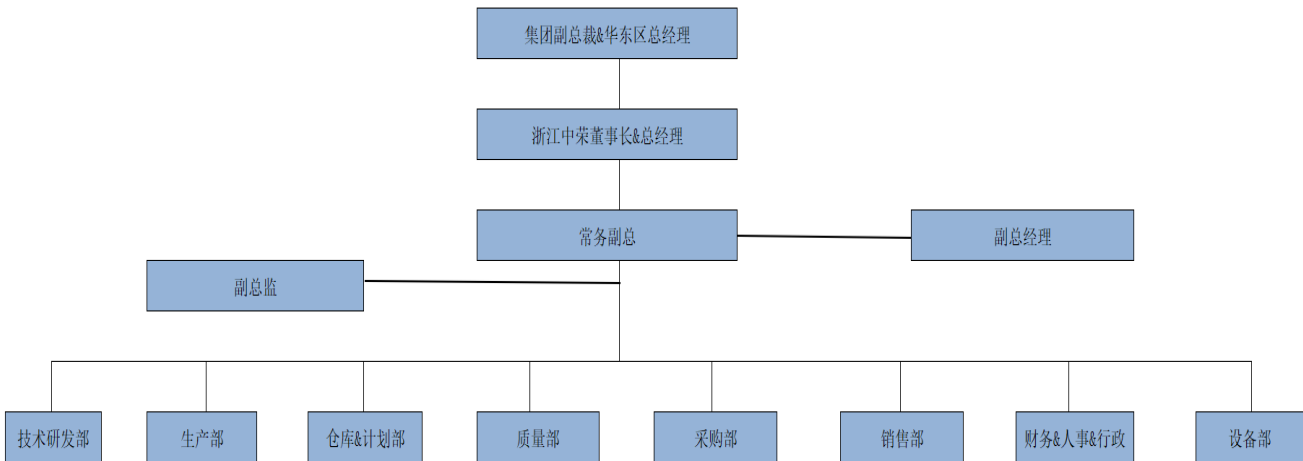 集团副总裁&华东区总经理
浙江中荣董事长&总经理
常务副总
副总经理
副总监
技术研发部
生产部
仓库&计划部
质量部
采购部
销售部
财务&人事&行政
设备部